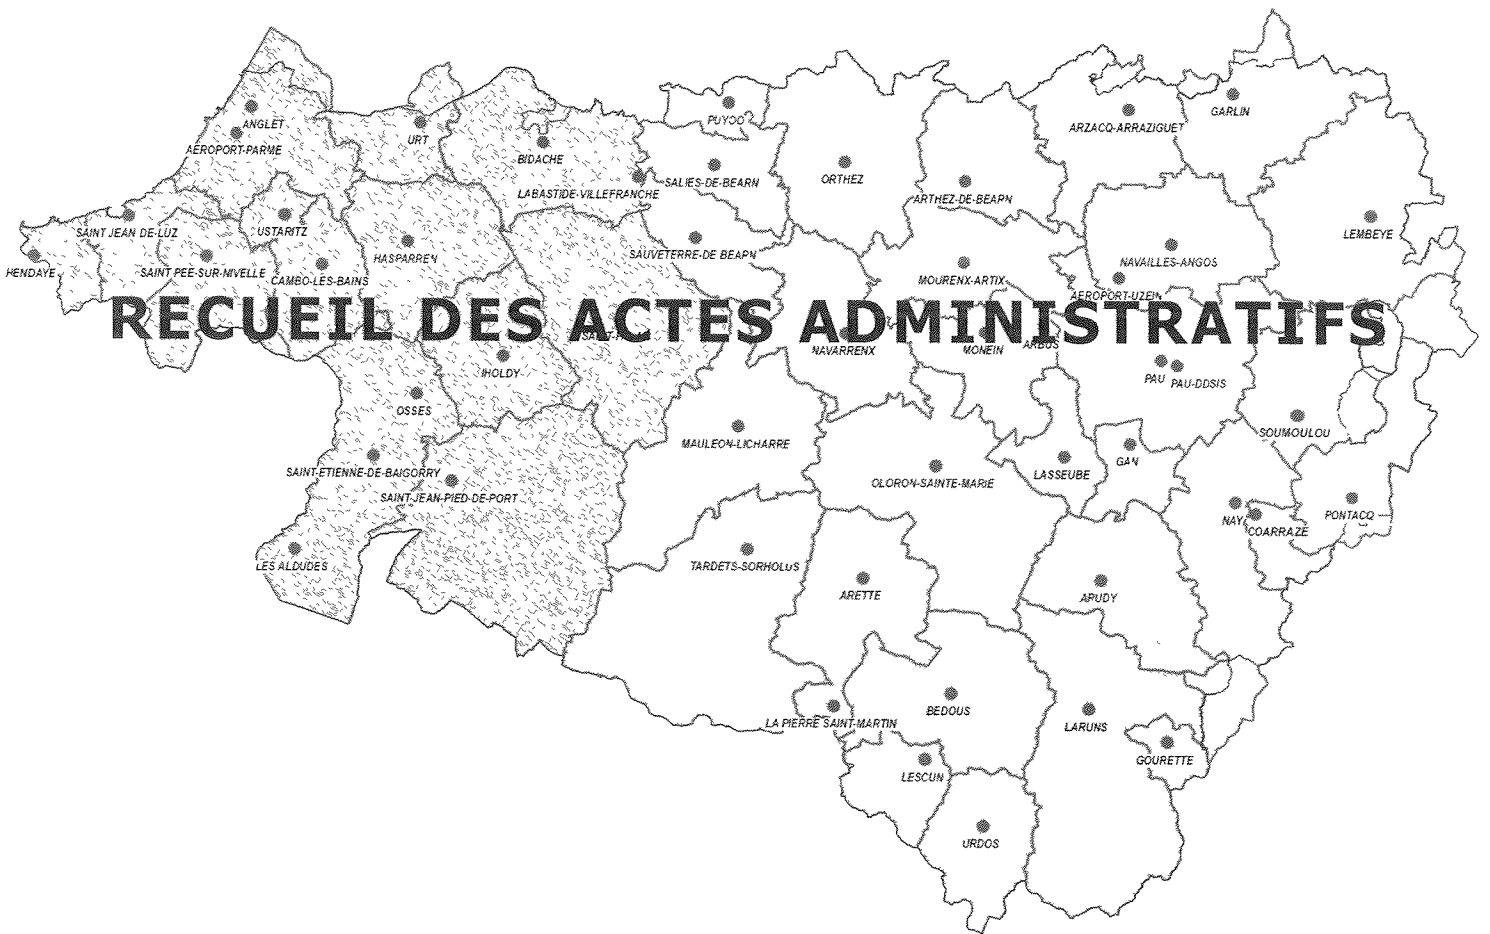 ANGLET
AEROPORT-PARME
URT
BIDACHE
LABASTIDE-VILLEFRANCHE
PUYOO
SALIES-DE-BEARN
ORTHEZ
ARTHEZ-DE-BEARN
ARZACQ-ARRAZIGUET
GARLIN
LEMBEYE
SAINT JEAN DE-LUZ
USTARITZ
HENDAYE
SAINT PEE-SUR-NIVELLE
CAMBO-LES-BAINS
HASPARREN
SAUVETERRE-DE BEARN
MOURENX-ARTIX
NAVAILLES-ANGOS
AEROPORT-UZEIN
RECUEIL DES ACTES ADMINISTRATIFS
NAVARRENX
MONEIN
ARBUS
IHOLDY
PAU
PAU-DDSIS
OSSES
MAULEON-LICHARRE
SOUMOULOU
GAN
LASSEUBE
SAINT-ETIENNE-DE-BAIGORRY
SAINT-JEAN-PIED-DE-PORT
OLORON-SAINTE-MARIE
NAY
COARRAZE
PONTACQ
LES ALDUDES
TARDETS-SORHOLUS
ARETTE
ARUDY
LA PIERRE SAINT-MARTIN
BEDOUS
LARUNS
GOURETTE
LESCUN
URDOS